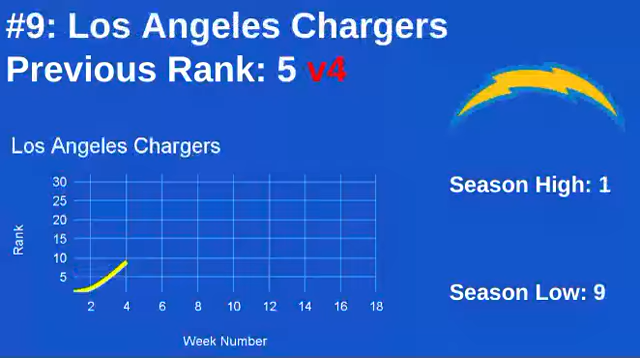 #9: Los Angeles Chargers
Previous Rank: 5 v4
Los Angeles Chargers
Season High: 1
Season Low: 9
Rank
30
25
20
15
10
5
2 4 6 8 10 12 14 16 18
Week Number